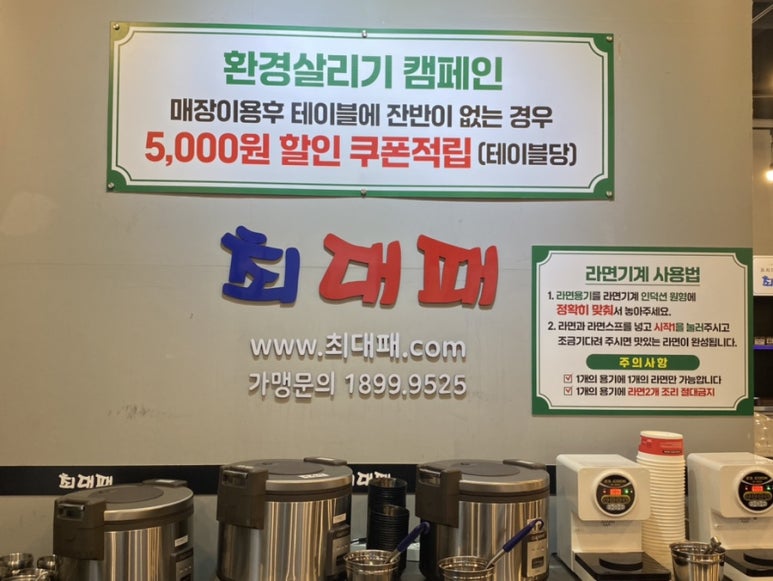 환경살리기 캠페인
매장이용후 테이블에 잔반이 없는 경우
5,000원 할인 쿠폰적립 (테이블당)
최대패
www.최대패.com
가맹문의 1899.9525
라면기계 사용법
1. 라면용기를 라면기계 인덕션 원형에
정확히 맞춰서 놓아주세요.
2. 라면과 라면스프를 넣고 시작1을 눌러주시고
조금기다려 주시면 맛있는 라면이 완성됩니다.
주의사항
1개의 용기에 1개의 라면만 가능합니다
1개의 용기에 라면2개 조리 절대금지
최대패
최대패